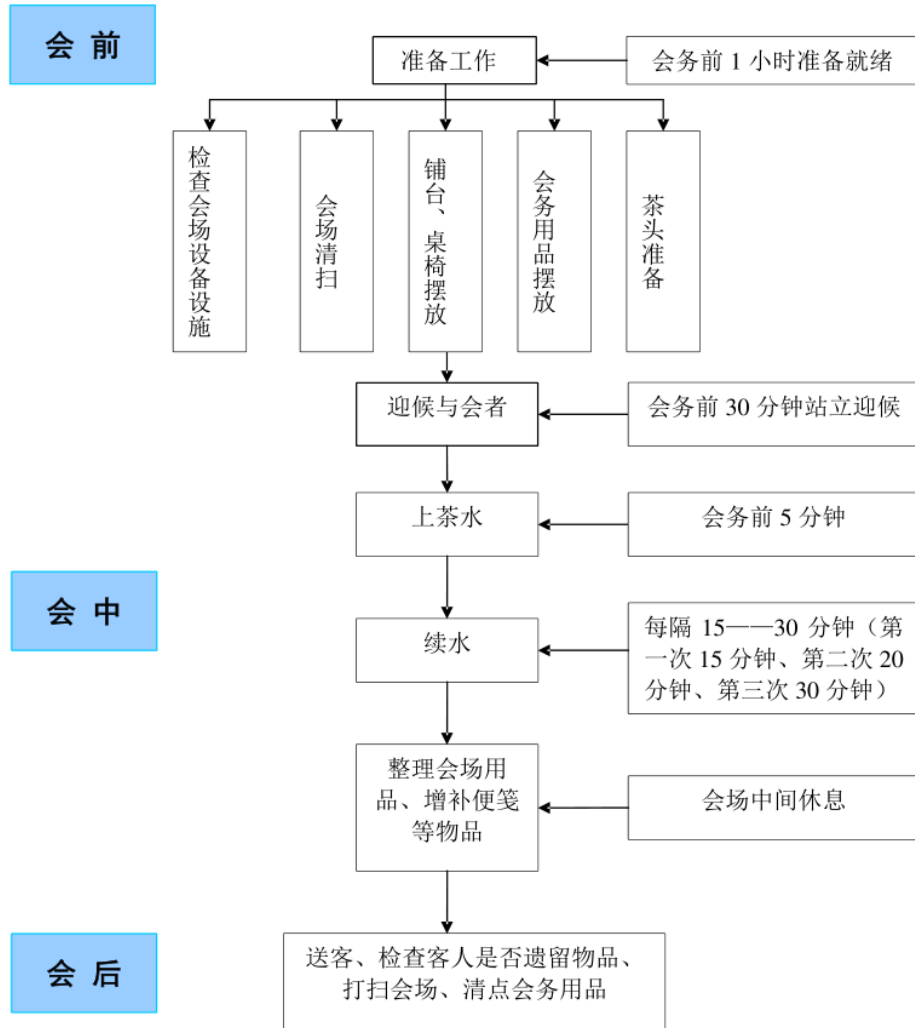 会 前
准备工作
会务前 1 小时准备就绪
检查会场设备设施
会场清扫
铺台、桌椅摆放
会务用品摆放
茶头准备
迎候与会者
会务前 30 分钟站立迎候
上茶水
会务前 5 分钟
会 中
续水
每隔 15——30 分钟（第
一次 15 分钟、第二次 20
分钟、第三次 30 分钟）
整理会场用
品、增补便笺
等物品
会场中间休息
会 后
送客、检查客人是否遗留物品、
打扫会场、清点会务用品